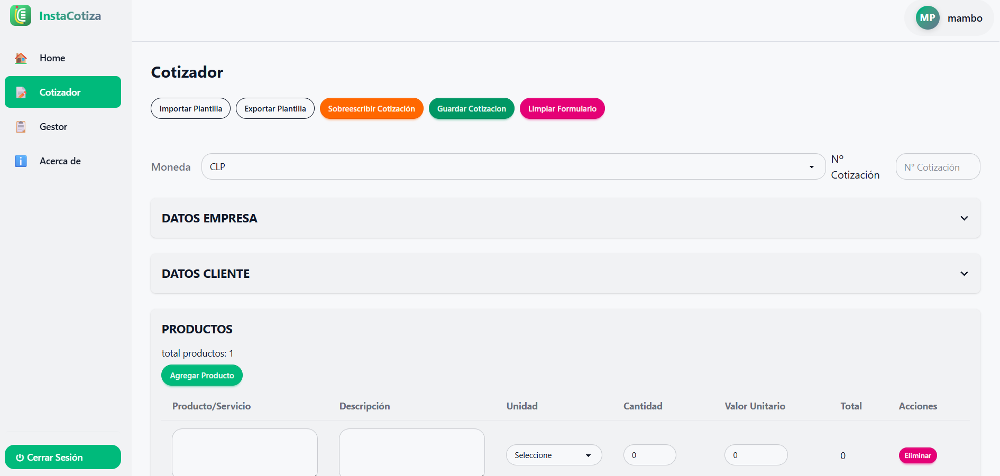 InstaCotiza
MP mambo
Home
Cotizador
Gestor
Acerca de
Cerrar Sesión
Cotizador
Importar Plantilla Exportar Plantilla Sobreescribir Cotización Guardar Cotizacion Limpiar Formulario
Moneda CLP Nº Cotización N° Cotización
DATOS EMPRESA
DATOS CLIENTE
PRODUCTOS
total productos: 1
Agregar Producto
Producto/Servicio Descripción Unidad Cantidad Valor Unitario Total Acciones
Seleccione 0 0 0 Eliminar